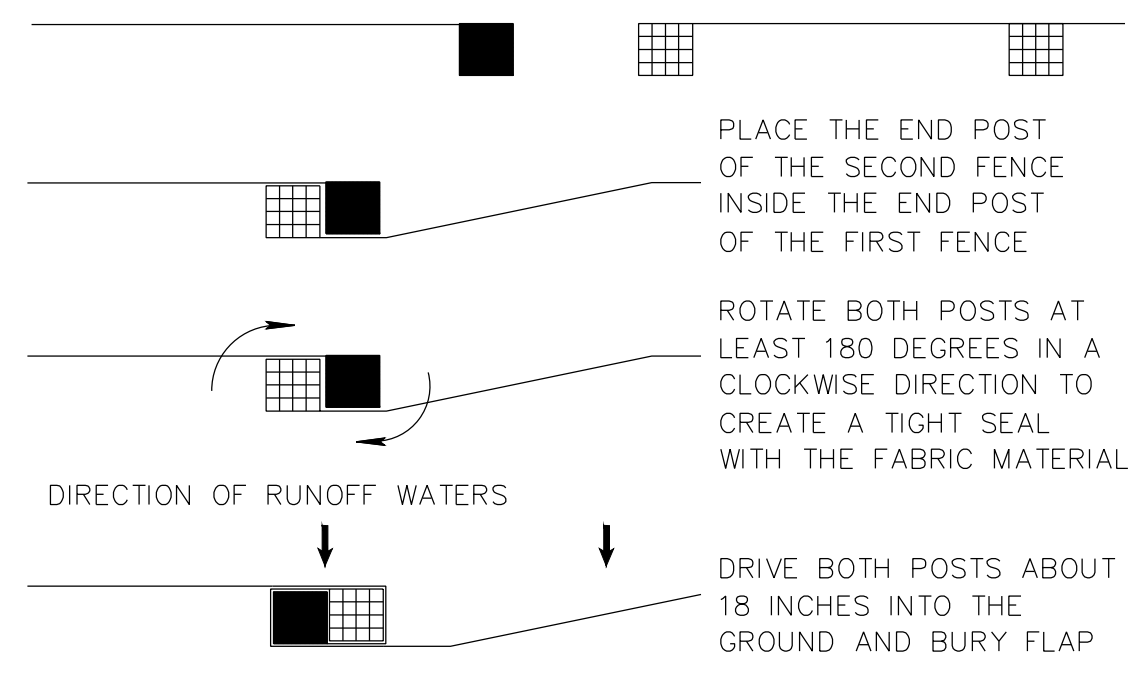 PLACE THE END POST
OF THE SECOND FENCE
INSIDE THE END POST
OF THE FIRST FENCE
ROTATE BOTH POSTS AT
LEAST 180 DEGREES IN A
CLOCKWISE DIRECTION TO
CREATE A TIGHT SEAL
WITH THE FABRIC MATERIAL
DIRECTION OF RUNOFF WATERS
DRIVE BOTH POSTS ABOUT
18 INCHES INTO THE
GROUND AND BURY FLAP